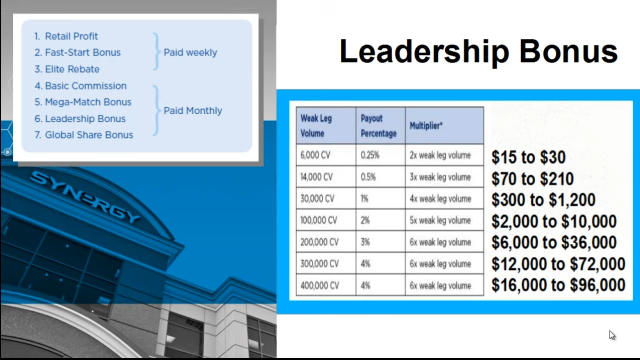 1. Retail Profit
2. Fast-Start Bonus
3. Elite Rebate
Paid weekly
4. Basic Commission
5. Mega-Match Bonus
6. Leadership Bonus
7. Global Share Bonus
Paid Monthly
SYNERGY
Leadership Bonus
Weak Leg Volume Payout Percentage Multiplier*
6,000 CV 0.25% 2x weak leg volume $15 to $30
14,000 CV 0.5% 3x weak leg volume $70 to $210
30,000 CV 1% 4x weak leg volume $300 to $1,200
100,000 CV 2% 5x weak leg volume $2,000 to $10,000
200,000 CV 3% 6x weak leg volume $6,000 to $36,000
300,000 CV 4% 6x weak leg volume $12,000 to $72,000
400,000 CV 4% 6x weak leg volume $16,000 to $96,000